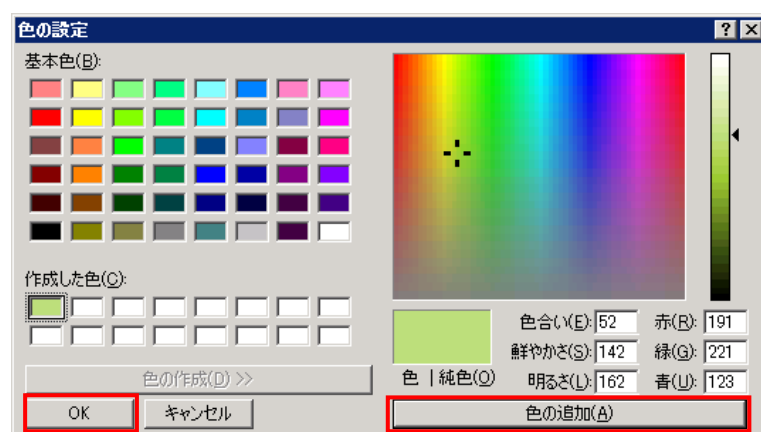 色の設定
基本色(B):
作成した色(C):
色の作成(D) >>
OK
キャンセル
色 | 純色(O)
色合い(E): 52
鮮やかさ(S): 142
明るさ(L): 162
赤(R): 191
緑(G): 221
青(U): 123
色の追加(A)